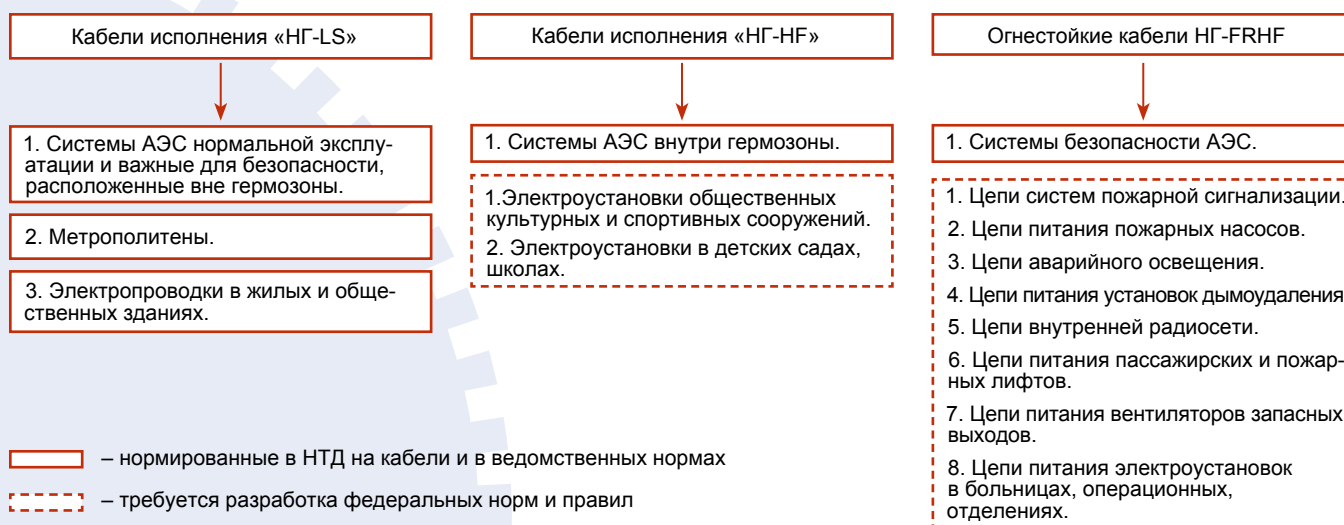 Кабели исполнения «НГ-LS»
1. Системы АЭС нормальной эксплу-
атации и важные для безопасности,
расположенные вне гермозоны.
2. Метрополитены.
3. Электропроводки в жилых и обще-
ственных зданиях.
Кабели исполнения «НГ-HF»
1. Системы АЭС внутри гермозоны.
1.Электроустановки общественных
культурных и спортивных сооружений.
2. Электроустановки в детских садах,
школах.
Огнестойкие кабели НГ-FRHF
1. Системы безопасности АЭС.
1. Цепи систем пожарной сигнализации.
2. Цепи питания пожарных насосов.
3. Цепи аварийного освещения.
4. Цепи питания установок дымоудаления
5. Цепи внутренней радиосети.
6. Цепи питания пассажирских и пожар-
ных лифтов.
7. Цепи питания вентиляторов запасных
выходов.
8. Цепи питания электроустановок
в больницах, операционных,
отделениях.
– нормированные в НТД на кабели и в ведомственных нормах
– требуется разработка федеральных норм и правил